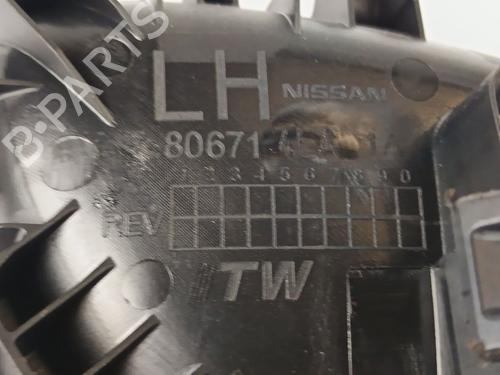 B-PARTS
LH NISSAN
80671
1 2 3 4 5 6 7 8 9 0
REV
ITW